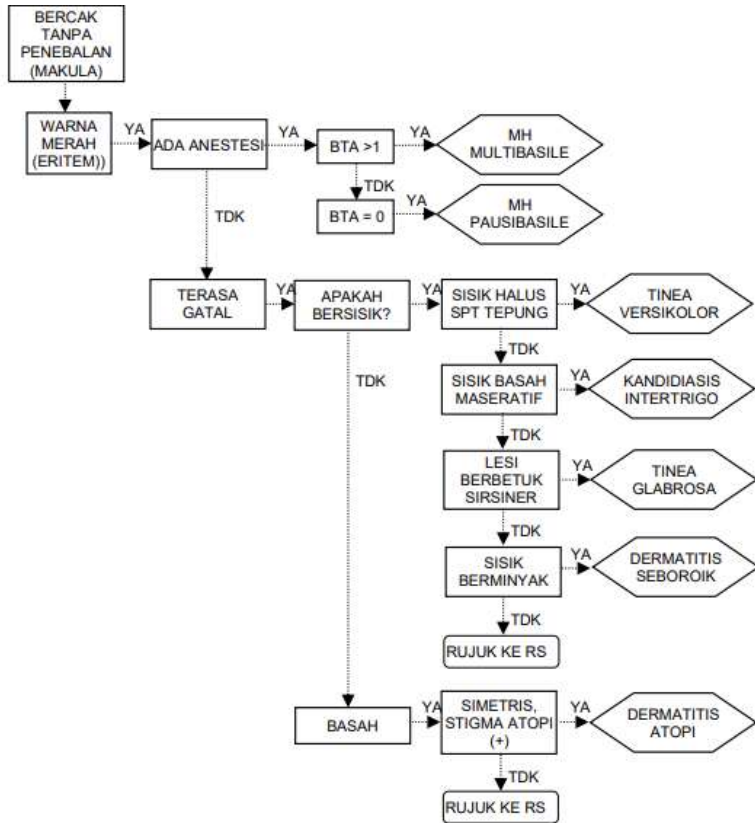 BERCAK
TANPA
PENEBALAN
(MAKULA)
WARNA
MERAH
(ERITEM))
YA
ADA ANESTESI
YA
BTA >1
YA
MH
MULTIBASILE
TDK
BTA = 0
YA
MH
PAUSIBASILE
TDK
TERASA
GATAL
YA
APAKAH
BERSISIK?
YA
SISIK HALUS
SPT TEPUNG
YA
TINEA
VERSIKOLOR
TDK
SISIK BASAH
MASERATIF
YA
KANDIDIASIS
INTERTRIGO
TDK
LESI
BERBETUK
SIRSINER
YA
TINEA
GLABROSA
TDK
SISIK
BERMINYAK
YA
DERMATITIS
SEBOROIK
TDK
RUJUK KE RS
TDK
BASAH
YA
SIMETRIS,
STIGMA ATOPI
(+)
YA
DERMATITIS
ATOPI
TDK
RUJUK KE RS